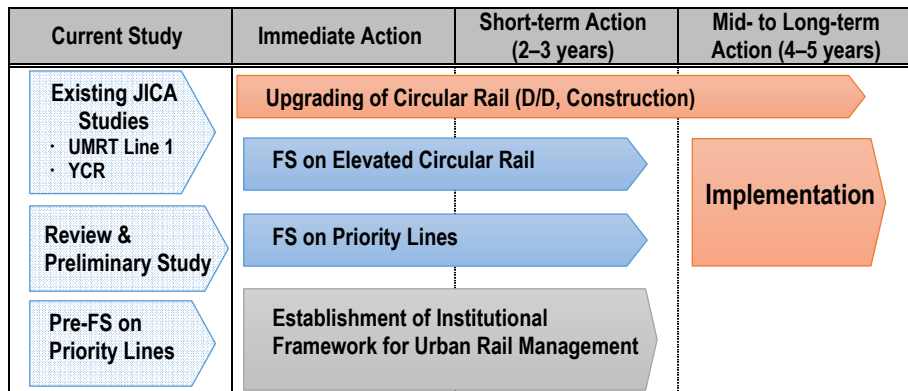 Current Study
Immediate Action
Short-term Action
(2–3 years)
Mid- to Long-term
Action (4–5 years)
Existing JICA
Studies
· UMRT Line 1
· YCR
Upgrading of Circular Rail (D/D, Construction)
FS on Elevated Circular Rail
Implementation
Review &
Preliminary Study
FS on Priority Lines
Pre-FS on
Priority Lines
Establishment of Institutional
Framework for Urban Rail Management